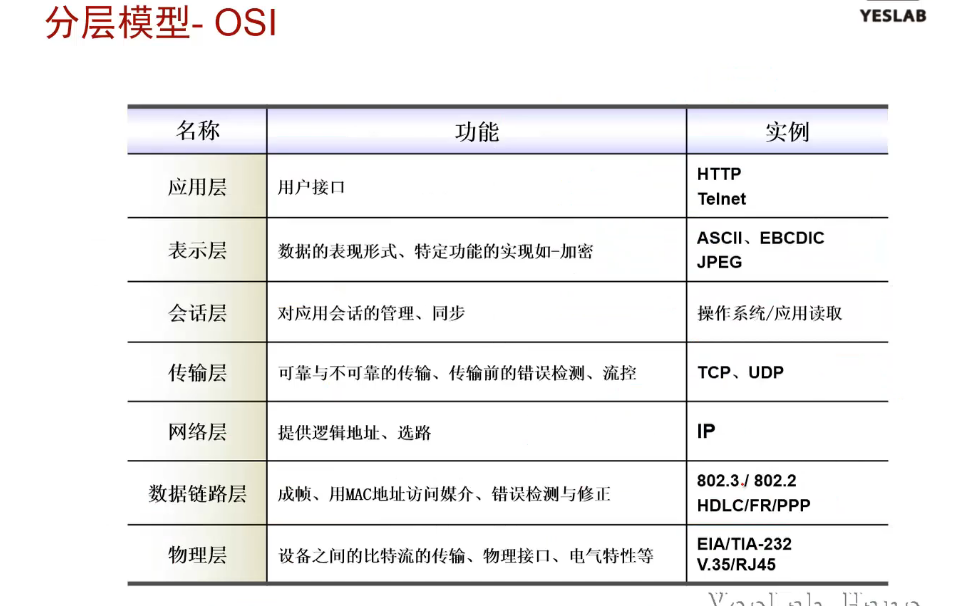 分层模型- OSI
YESLAB
名称 功能 实例
应用层 用户接口 HTTP
Telnet
表示层 数据的表现形式、特定功能的实现如-加密 ASCII、EBCDIC
JPEG
会话层 对应用会话的管理、同步 操作系统/应用读取
传输层 可靠与不可靠的传输、传输前的错误检测、流控 TCP、UDP
网络层 提供逻辑地址、选路 IP
数据链路层 成帧、用MAC地址访问媒介、错误检测与修正 802.3/ 802.2
HDLC/FR/PPP
物理层 设备之间的比特流的传输、物理接口、电气特性等 EIA/TIA-232
V.35/RJ45